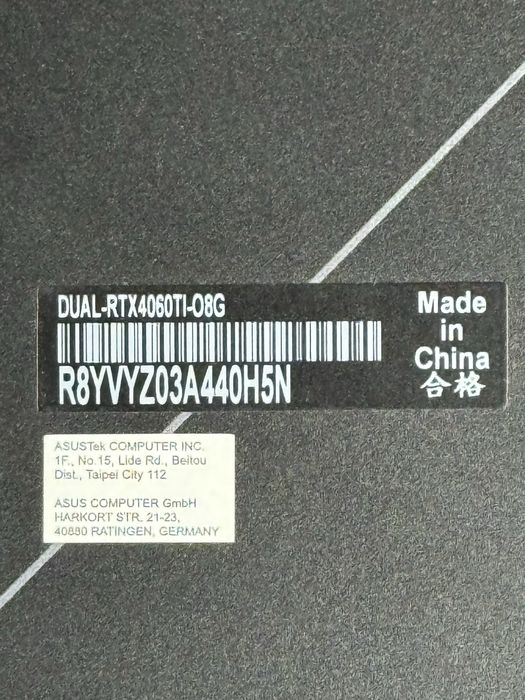 DUAL-RTX4060TI-O8G
R8YVYZ03A440H5N
Made
in
China
合格
ASUSTek COMPUTER INC.
1F., No.15, Lide Rd., Beitou
Dist., Taipei City 112
ASUS COMPUTER GmbH
HARKORT STR. 21-23,
40880 RATINGEN, GERMANY